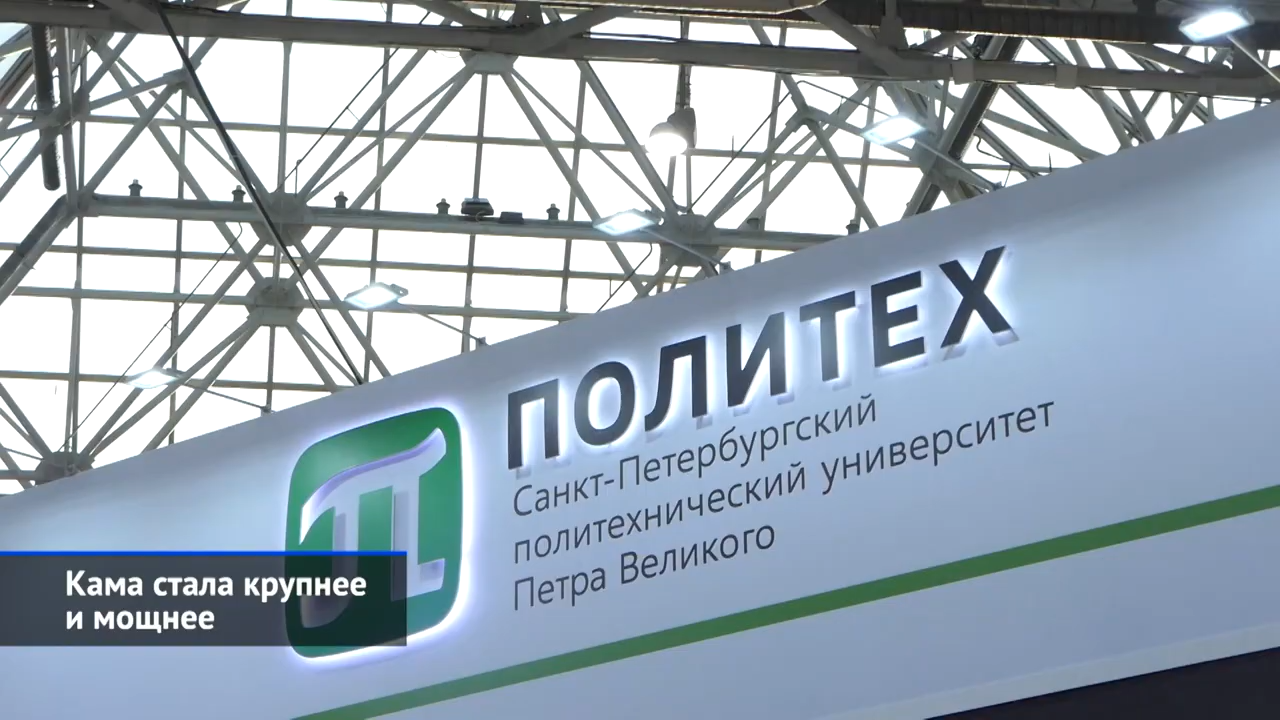 ПОЛИТЕХ
Санкт-Петербургский
политехнический университет
Петра Великого
Кама стала крупнее
и мощнее